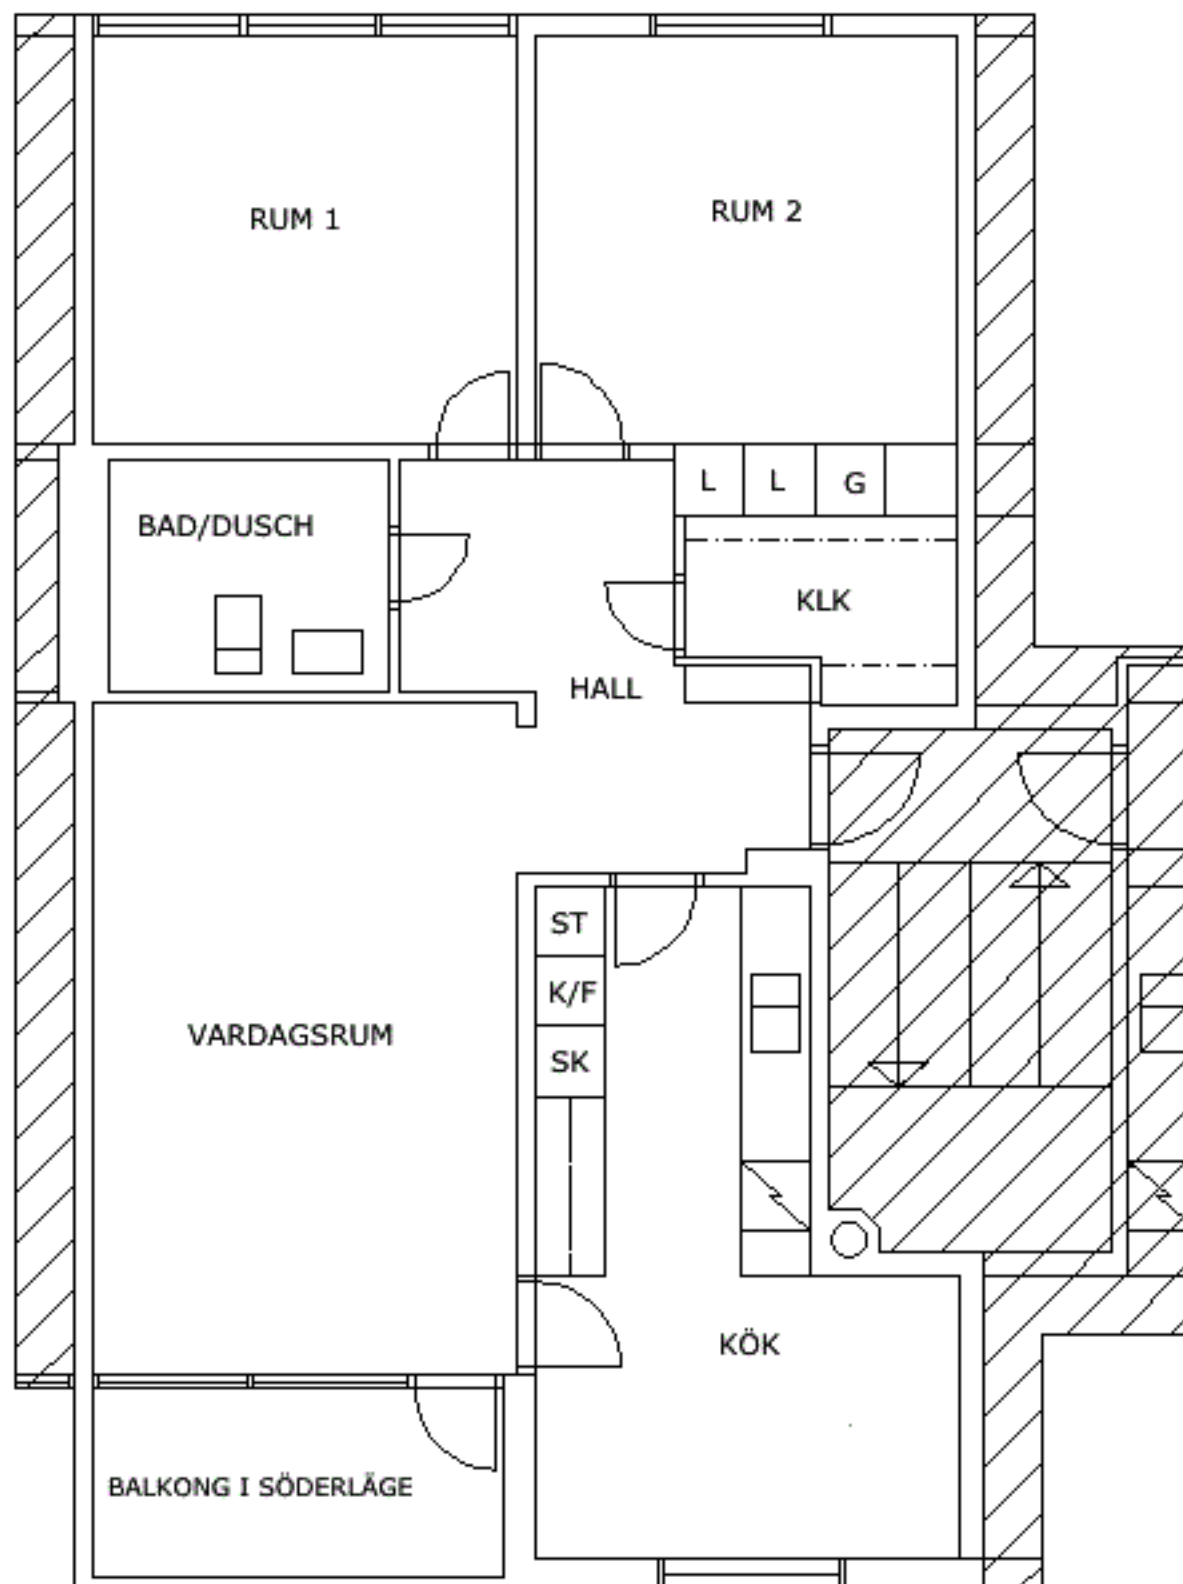 RUM 1
RUM 2
L
L
G
BAD/DUSCH
KLK
HALL
ST
K/F
SK
VARDAGSRUM
KÖK
BALKONG I SÖDERLÄGE